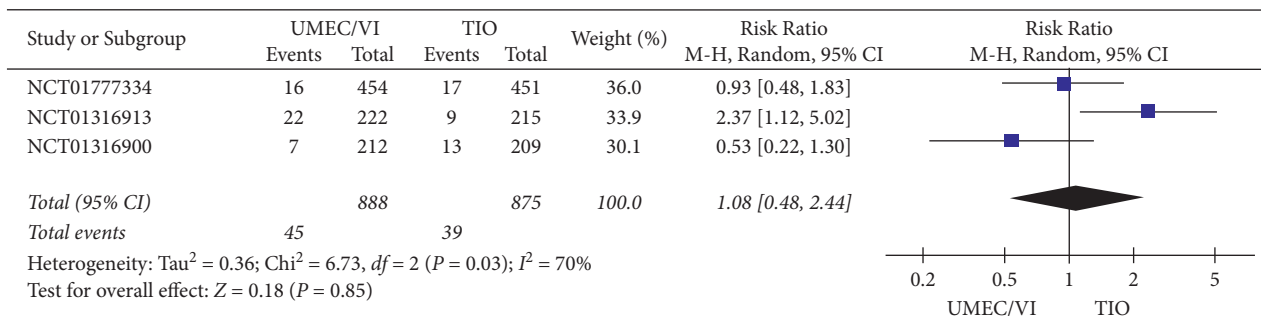 Study or Subgroup UMEC/VI TIO Weight (%) Risk Ratio Risk Ratio
Events Total Events Total M-H, Random, 95% CI M-H, Random, 95% CI
NCT01777334 16 454 17 451 36.0 0.93 [0.48, 1.83]
NCT01316913 22 222 9 215 33.9 2.37 [1.12, 5.02]
NCT01316900 7 212 13 209 30.1 0.53 [0.22, 1.30]
Total (95% CI) 888 875 100.0 1.08 [0.48, 2.44]
Total events 45 39
Heterogeneity: Tau² = 0.36; Chi² = 6.73, df = 2 (P = 0.03); I² = 70%
Test for overall effect: Z = 0.18 (P = 0.85)
0.2 0.5 1 2 5
UMEC/VI TIO